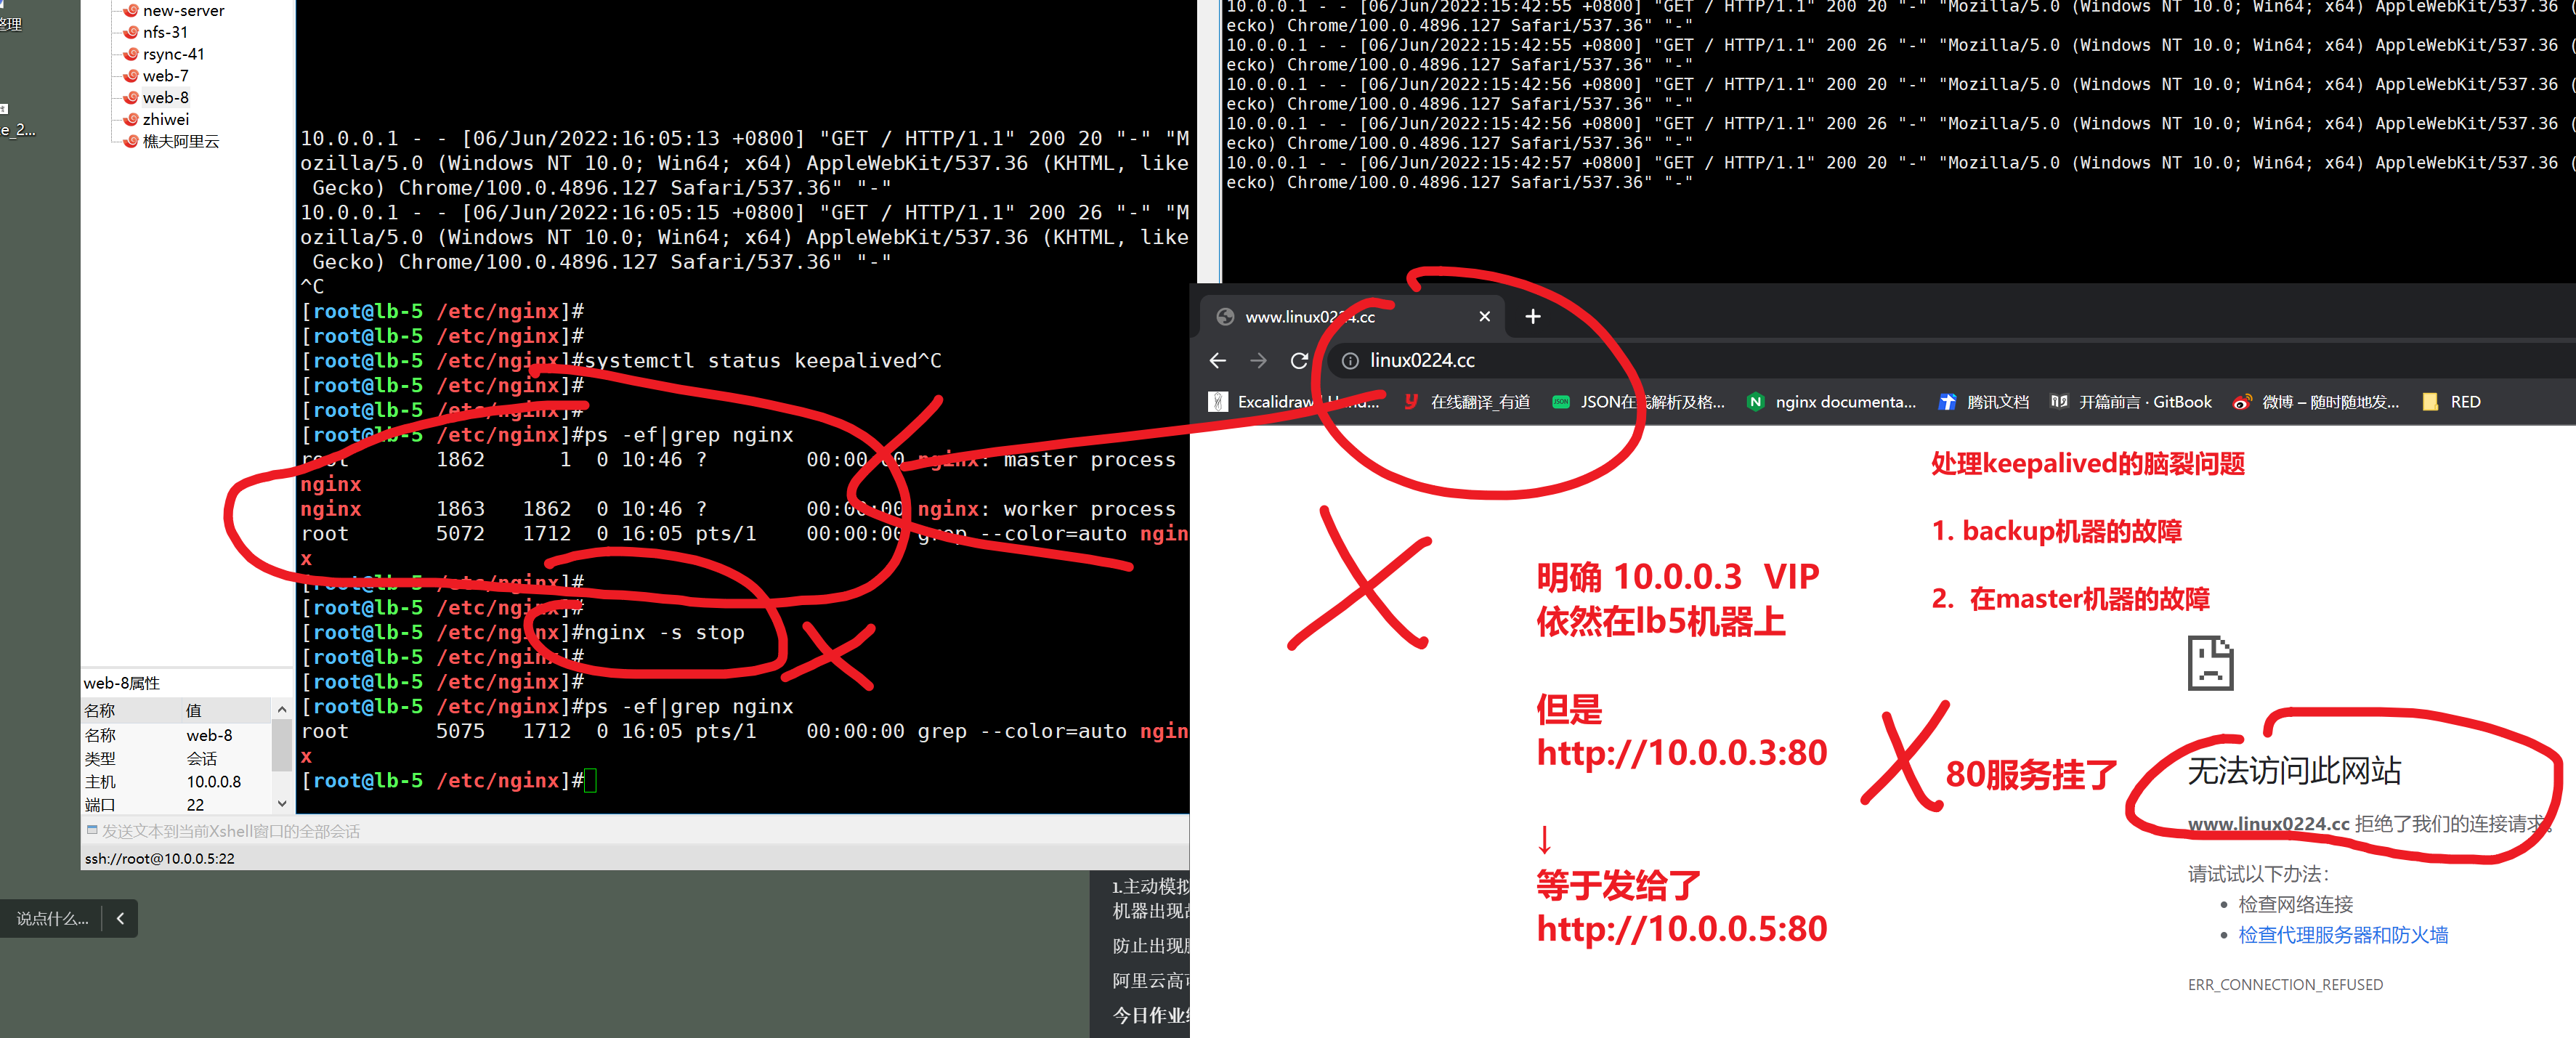 整理
re_2...
new-server
nfs-31
rsync-41
web-7
web-8
zhiwei
樵夫阿里云
web-8属性
名称 值
名称 web-8
类型 会话
主机 10.0.0.8
端口 22
发送文本到当前Xshell窗口的全部会话
ssh://root@10.0.0.5:22
说点什么...
10.0.0.1 - - [06/Jun/2022:16:05:13 +0800] "GET / HTTP/1.1" 200 20 "-" "M
ozilla/5.0 (Windows NT 10.0; Win64; x64) AppleWebKit/537.36 (KHTML, like
Gecko) Chrome/100.0.4896.127 Safari/537.36" "-"
10.0.0.1 - - [06/Jun/2022:16:05:15 +0800] "GET / HTTP/1.1" 200 26 "-" "M
ozilla/5.0 (Windows NT 10.0; Win64; x64) AppleWebKit/537.36 (KHTML, like
Gecko) Chrome/100.0.4896.127 Safari/537.36" "-"
^C
[root@lb-5 /etc/nginx]#
[root@lb-5 /etc/nginx]#
[root@lb-5 /etc/nginx]#systemctl status keepalived^C
[root@lb-5 /etc/nginx]#
[root@lb-5 /etc/nginx]#
[root@lb-5 /etc/nginx]#ps -ef|grep nginx
root 1862 1 0 10:46 ? 00:00:00 nginx: master process
nginx
nginx 1863 1862 0 10:46 ? 00:00:00 nginx: worker process
root 5072 1712 0 16:05 pts/1 00:00:00 grep --color=auto ngin
x
[root@lb-5 /etc/nginx]#
[root@lb-5 /etc/nginx]#
[root@lb-5 /etc/nginx]#nginx -s stop
[root@lb-5 /etc/nginx]#
[root@lb-5 /etc/nginx]#
[root@lb-5 /etc/nginx]#ps -ef|grep nginx
root 5075 1712 0 16:05 pts/1 00:00:00 grep --color=auto ngin
x
[root@lb-5 /etc/nginx]#
1.主动模拟
机器出现
防止出现
阿里云高
今日作业
10.0.0.1 - - [06/Jun/2022:15:42:55 +0800] "GET / HTTP/1.1" 200 20 "-" "Mozilla/5.0 (Windows NT 10.0; Win64; x64) AppleWebKit/537.36 (
ecko) Chrome/100.0.4896.127 Safari/537.36" "-"
10.0.0.1 - - [06/Jun/2022:15:42:55 +0800] "GET / HTTP/1.1" 200 26 "-" "Mozilla/5.0 (Windows NT 10.0; Win64; x64) AppleWebKit/537.36 (
ecko) Chrome/100.0.4896.127 Safari/537.36" "-"
10.0.0.1 - - [06/Jun/2022:15:42:56 +0800] "GET / HTTP/1.1" 200 20 "-" "Mozilla/5.0 (Windows NT 10.0; Win64; x64) AppleWebKit/537.36 (
ecko) Chrome/100.0.4896.127 Safari/537.36" "-"
10.0.0.1 - - [06/Jun/2022:15:42:56 +0800] "GET / HTTP/1.1" 200 26 "-" "Mozilla/5.0 (Windows NT 10.0; Win64; x64) AppleWebKit/537.36 (
ecko) Chrome/100.0.4896.127 Safari/537.36" "-"
10.0.0.1 - - [06/Jun/2022:15:42:57 +0800] "GET / HTTP/1.1" 200 20 "-" "Mozilla/5.0 (Windows NT 10.0; Win64; x64) AppleWebKit/537.36 (
ecko) Chrome/100.0.4896.127 Safari/537.36" "-"
www.linux0224.cc
linux0224.cc
Excalidraw | Hand... 在线翻译_有道 JSON在线解析及格... nginx documenta... 腾讯文档 开篇前言 · GitBook 微博 – 随时随地发... RED
处理keepalived的脑裂问题
1. backup机器的故障
2. 在master机器的故障
明确 10.0.0.3 VIP
依然在lb5机器上
但是
http://10.0.0.3:80
80服务挂了
↓
等于发给了
http://10.0.0.5:80
无法访问此网站
www.linux0224.cc 拒绝了我们的连接请求。
请试试以下办法：
• 检查网络连接
• 检查代理服务器和防火墙
ERR_CONNECTION_REFUSED